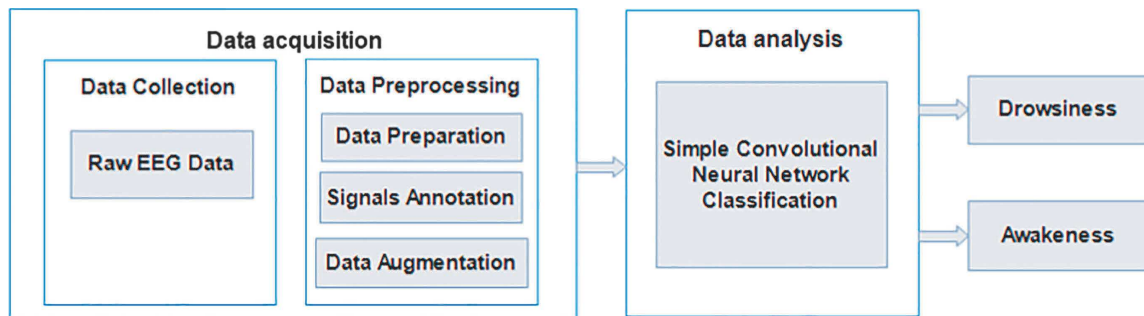 Data acquisition
Data Collection
Raw EEG Data
Data Preprocessing
Data Preparation
Signals Annotation
Data Augmentation
Data analysis
Simple Convolutional
Neural Network
Classification
Drowsiness
Awakeness